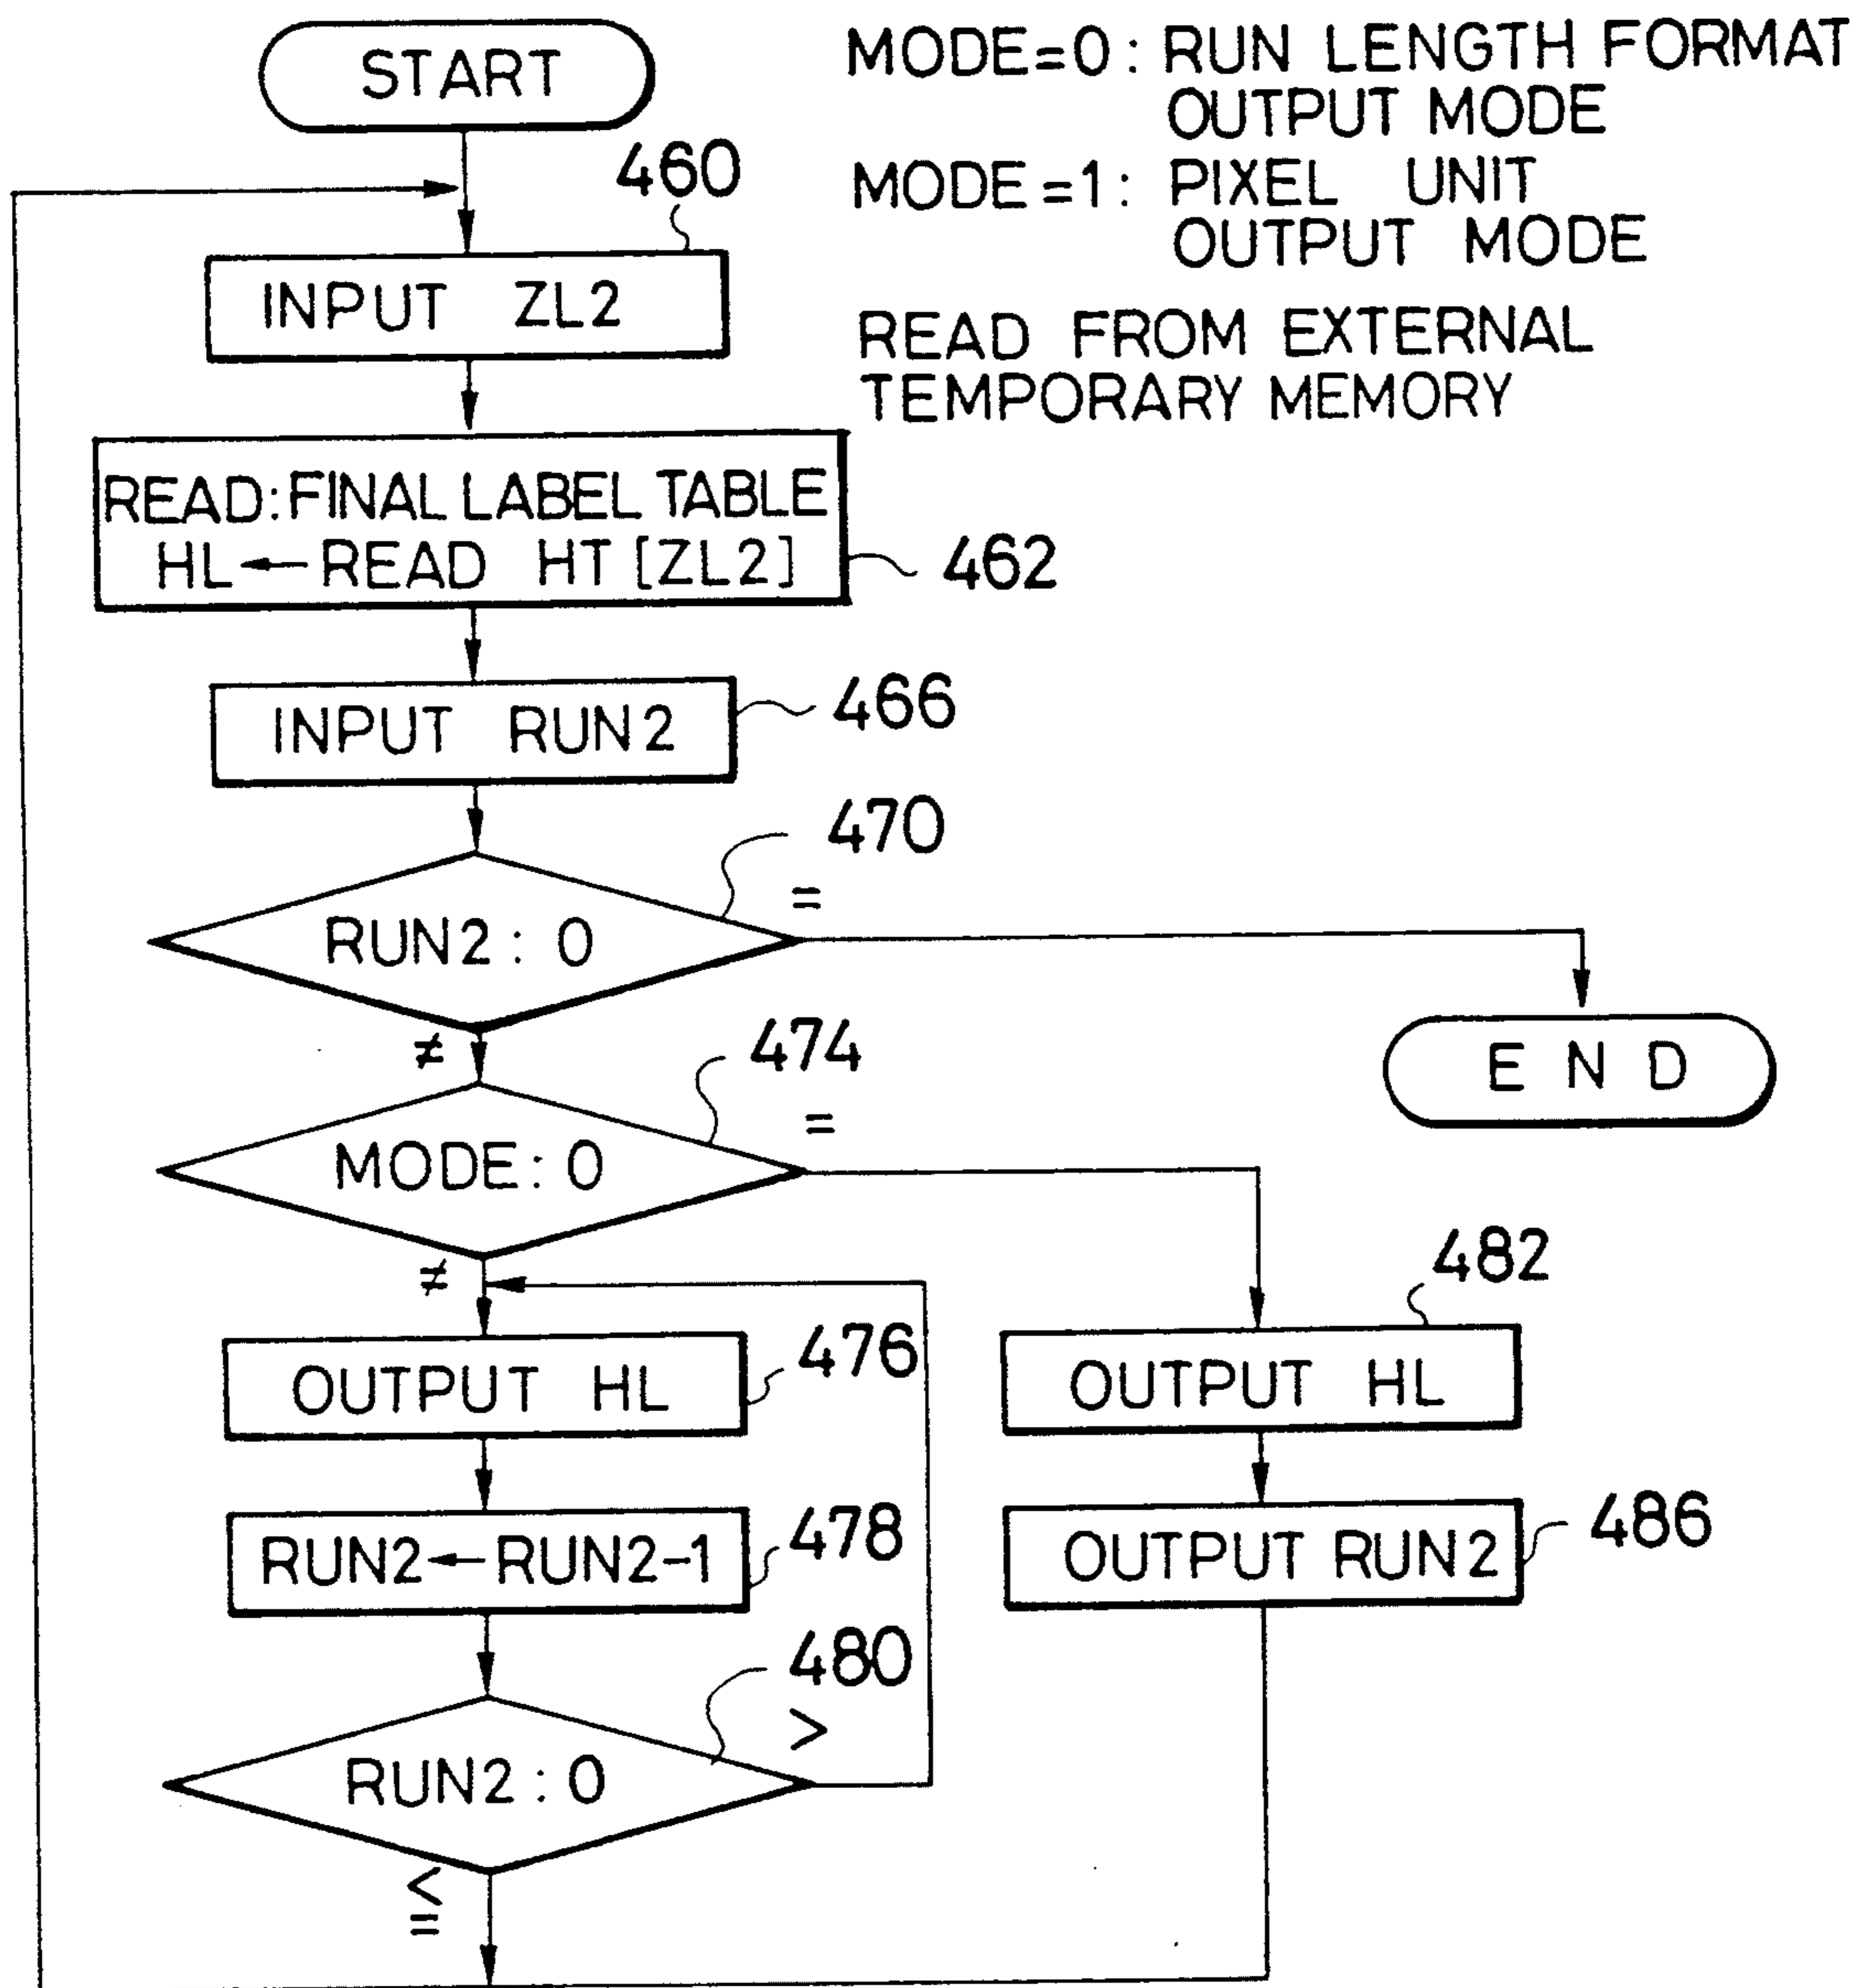 START
MODE=0: RUN LENGTH FORMAT
OUTPUT MODE
460
MODE=1: PIXEL UNIT
OUTPUT MODE
INPUT ZL2
READ FROM EXTERNAL
TEMPORARY MEMORY
READ: FINAL LABEL TABLE
HL ← READ HT [ZL2]
462
INPUT RUN2
466
470
=
RUN2 : 0
≠
474
E N D
=
MODE : 0
≠
482
476
OUTPUT HL
OUTPUT HL
478
RUN2 ← RUN2-1
OUTPUT RUN2
486
480
>
RUN2 : 0
≦